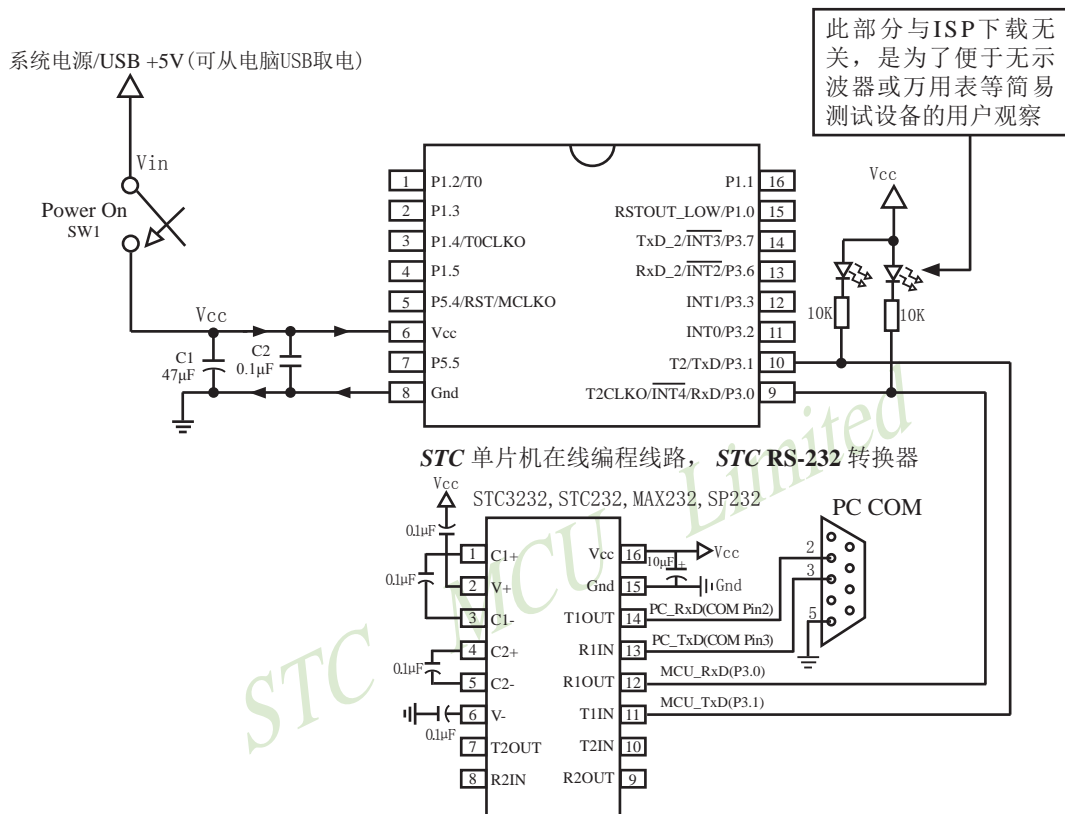 此部分与ISP下载无
关，是为了便于无示
波器或万用表等简易
测试设备的用户观察
系统电源/USB +5V(可从电脑USB取电)
Vin
Power On
SW1
Vcc
C1
47μF
C2
0.1μF
1 P1.2/T0
2 P1.3
3 P1.4/T0CLKO
4 P1.5
5 P5.4/RST/MCLKO
6 Vcc
7 P5.5
8 Gnd
P1.1 16
RSTOUT_LOW/P1.0 15
TxD_2/INT3/P3.7 14
RxD_2/INT2/P3.6 13
INT1/P3.3 12
INT0/P3.2 11
T2/TxD/P3.1 10
T2CLKO/INT4/RxD/P3.0 9
Vcc
10K
10K
STC 单片机在线编程线路， STC RS-232 转换器
STC3232,STC232,MAX232,SP232
Vcc
0.1μF
0.1μF
0.1μF
0.1μF
1 C1+
2 V+
3 C1-
4 C2+
5 C2-
6 V-
7 T2OUT
8 R2IN
Vcc 16
Gnd 15
T1OUT 14
R1IN 13
R1OUT 12
T1IN 11
T2IN 10
R2OUT 9
Vcc
10μF +
Gnd
PC_RxD(COM Pin2)
PC_TxD(COM Pin3)
MCU_RxD(P3.0)
MCU_TxD(P3.1)
PC COM
2
3
5
STC MCU Limited